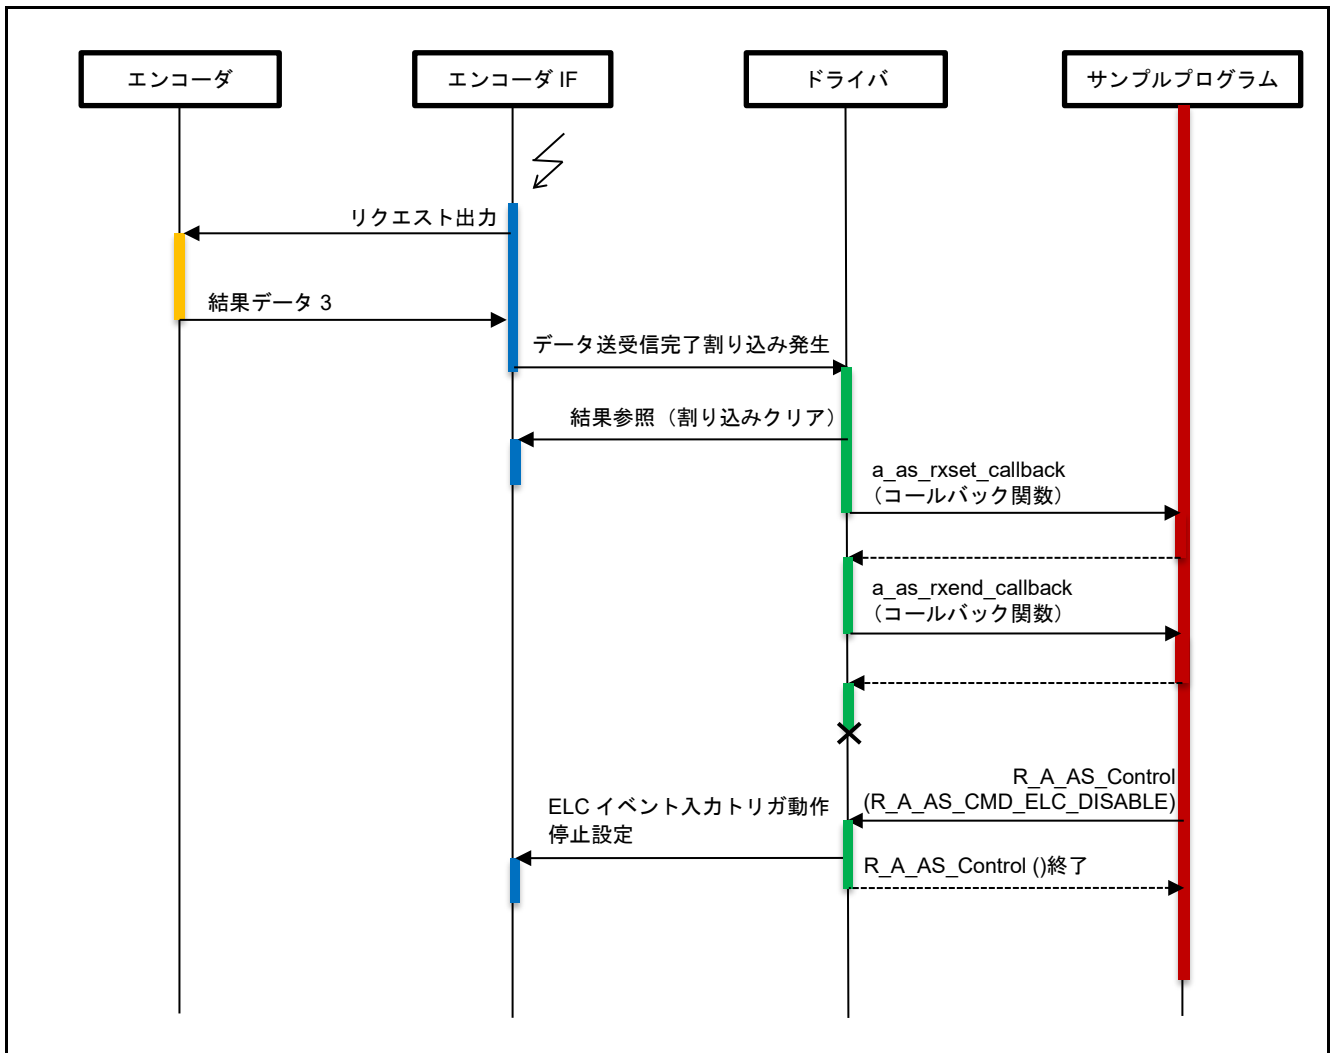 エンコーダ
エンコーダ IF
ドライバ
サンプルプログラム
リクエスト出力
結果データ 3
データ送受信完了割り込み発生
結果参照（割り込みクリア）
a_as_rxset_callback
（コールバック関数）
a_as_rxend_callback
（コールバック関数）
R_A_AS_Control
(R_A_AS_CMD_ELC_DISABLE)
ELC イベント入力トリガ動作
停止設定
R_A_AS_Control ()終了